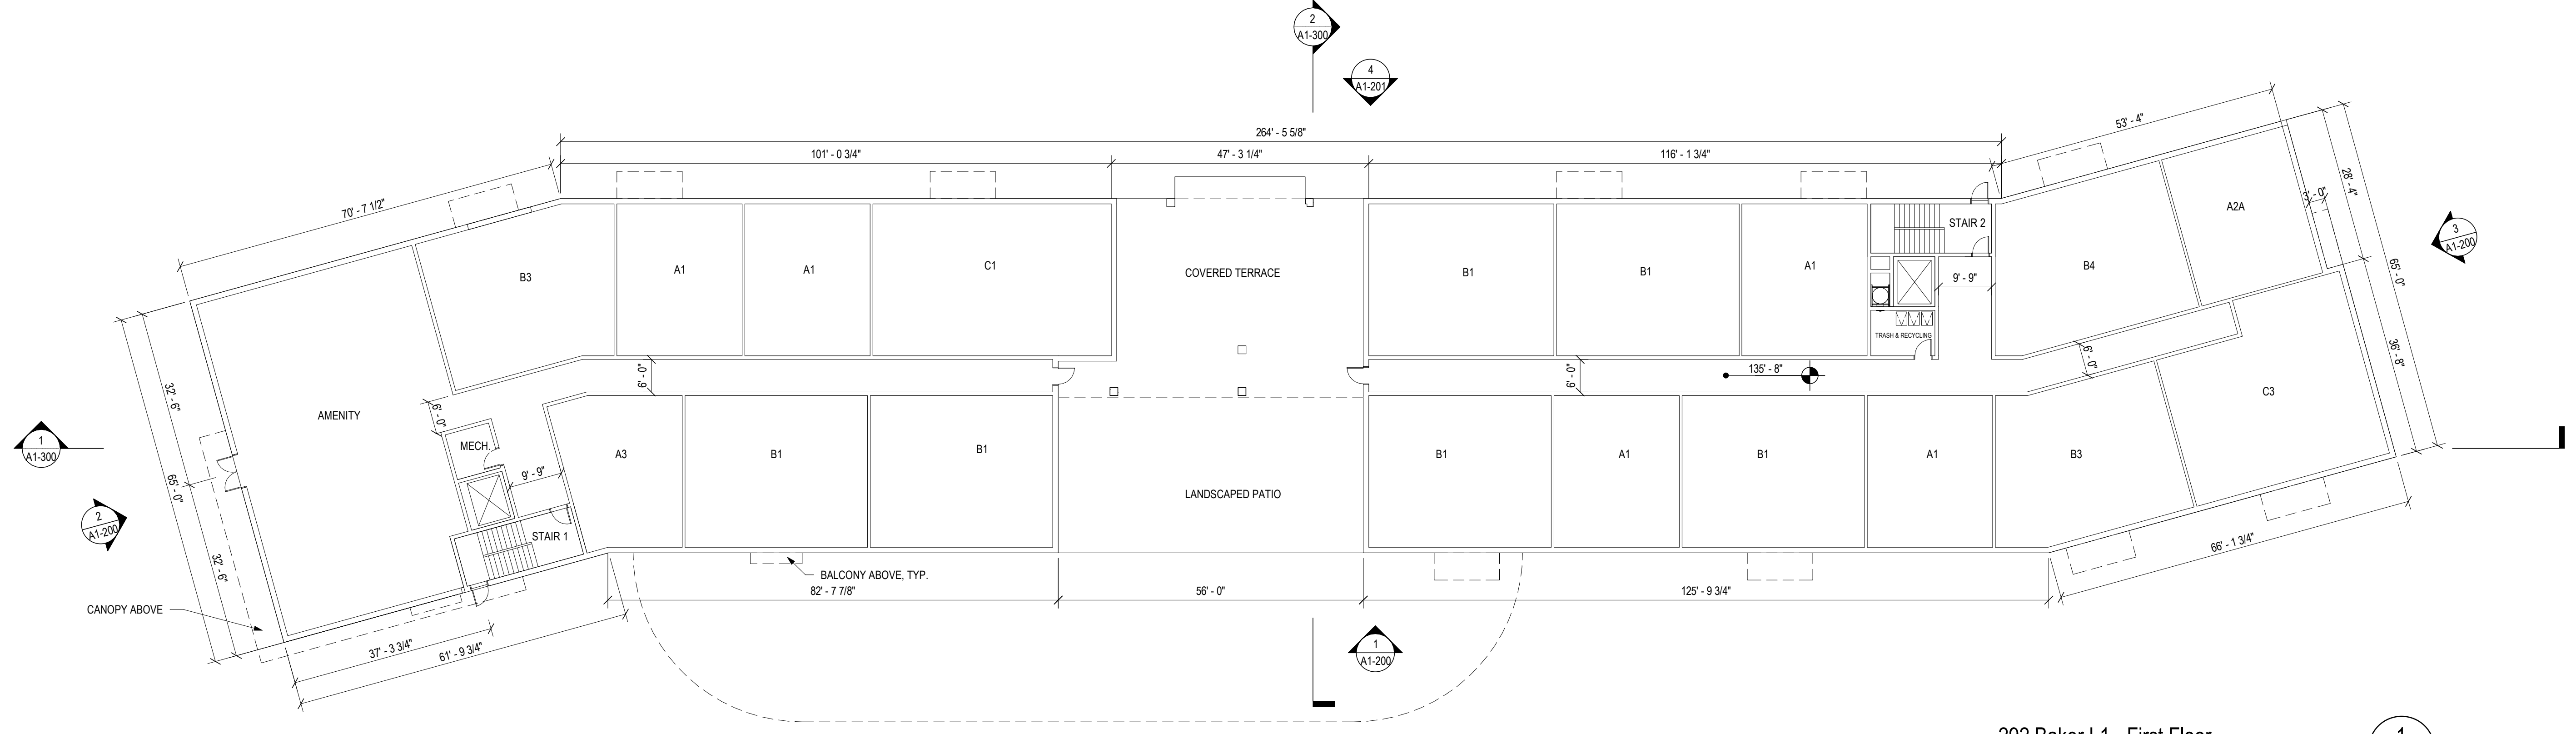 2
A1-300
4
A1-201
264' - 5 5/8"
101' - 0 3/4"
47' - 3 1/4"
116' - 1 3/4"
53' - 4"
70' - 7 1/2"
28' - 4"
3' - 0"
65' - 0"
36' - 8"
3
A1-200
B3
A1
A1
C1
COVERED TERRACE
B1
B1
A1
STAIR 2
9' - 9"
TRASH & RECYCLING
B4
A2A
6' - 0"
6' - 0"
135' - 8"
6' - 0"
32' - 6"
65' - 0"
32' - 6"
AMENITY
6' - 0"
MECH.
9' - 9"
STAIR 1
1
A1-300
2
A1-200
A3
B1
B1
LANDSCAPED PATIO
B1
A1
B1
A1
B3
C3
BALCONY ABOVE, TYP.
CANOPY ABOVE
82' - 7 7/8"
56' - 0"
125' - 9 3/4"
66' - 1 3/4"
37' - 3 3/4"
61' - 9 3/4"
1
A1-200
292 Baker L1 - First Floor
1